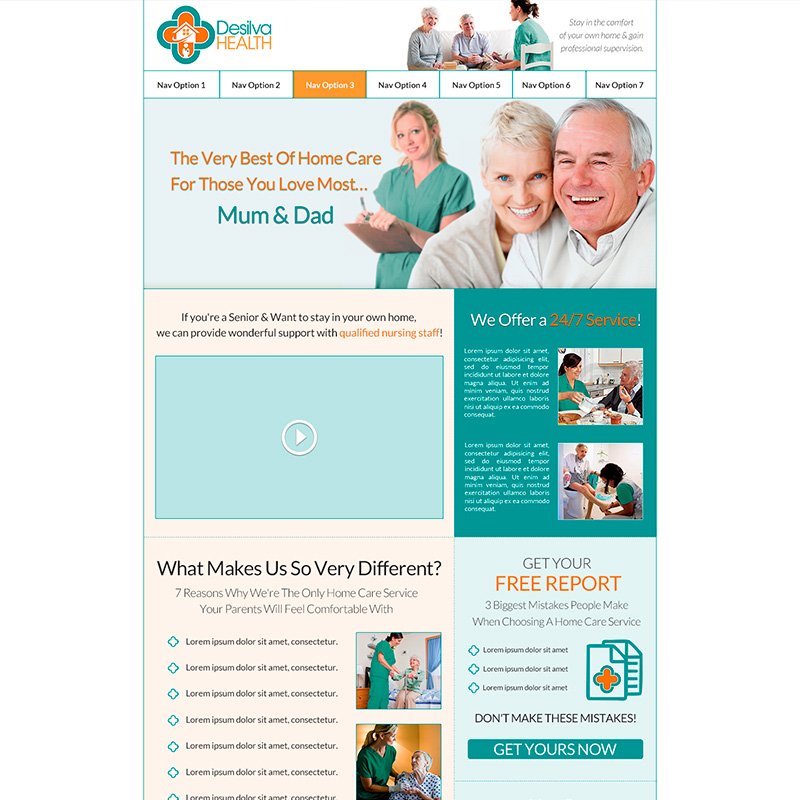 Desilva
HEALTH
Stay in the comfort
of your own home & gain
professional supervision.
Nav Option 1
Nav Option 2
Nav Option 3
Nav Option 4
Nav Option 5
Nav Option 6
Nav Option 7
The Very Best Of Home Care
For Those You Love Most...
Mum & Dad
If you're a Senior & Want to stay in your own home,
we can provide wonderful support with qualified nursing staff!
We Offer a 24/7 Service!
Lorem ipsum dolor sit amet,
consectetur adipisicing elit,
sed do eiusmod tempor
incididunt ut labore et dolore
magna aliqua. Ut enim ad
minim veniam, quis nostrud
exercitation ullamco laboris
nisi ut aliquip ex ea commodo
consequat.
Lorem ipsum dolor sit amet,
consectetur adipisicing elit,
sed do eiusmod tempor
incididunt ut labore et dolore
magna aliqua. Ut enim ad
minim veniam, quis nostrud
exercitation ullamco laboris
nisi ut aliquip ex ea commodo
consequat.
What Makes Us So Very Different?
7 Reasons Why We're The Only Home Care Service
Your Parents Will Feel Comfortable With
Lorem ipsum dolor sit amet, consectetur.
Lorem ipsum dolor sit amet, consectetur.
Lorem ipsum dolor sit amet, consectetur.
Lorem ipsum dolor sit amet, consectetur.
Lorem ipsum dolor sit amet, consectetur.
Lorem ipsum dolor sit amet, consectetur.
Lorem ipsum dolor sit amet, consectetur.
GET YOUR
FREE REPORT
3 Biggest Mistakes People Make
When Choosing A Home Care Service
Lorem ipsum dolor sit amet
Lorem ipsum dolor sit amet
Lorem ipsum dolor sit amet
DON'T MAKE THESE MISTAKES!
GET YOURS NOW